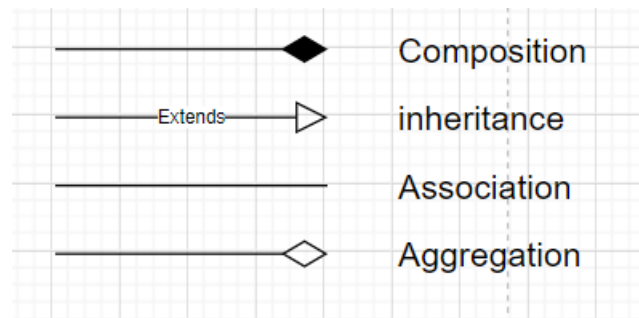 Composition
Extends inheritance
Association
Aggregation